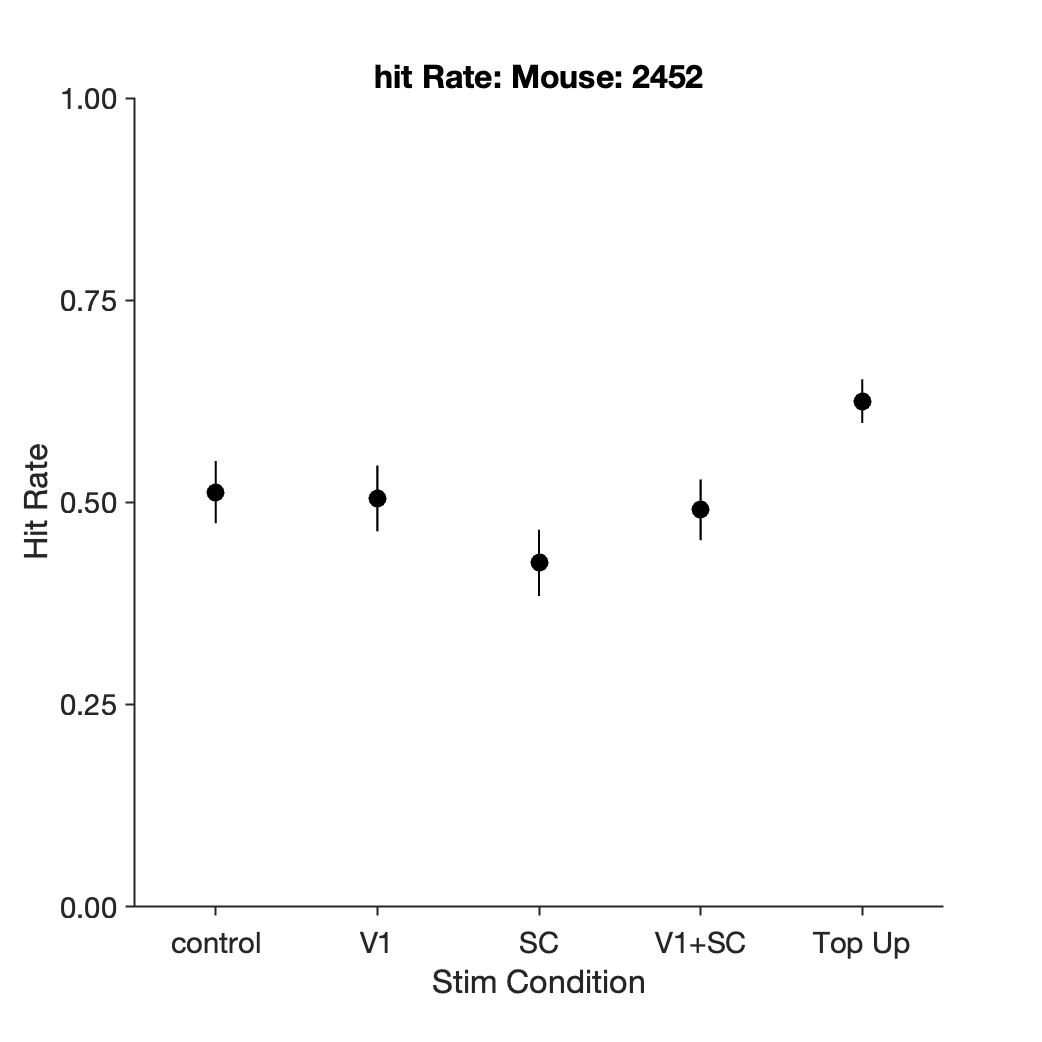 hit Rate: Mouse: 2452
1.00
0.75
0.50
0.25
0.00
Hit Rate
control V1 SC V1+SC Top Up
Stim Condition